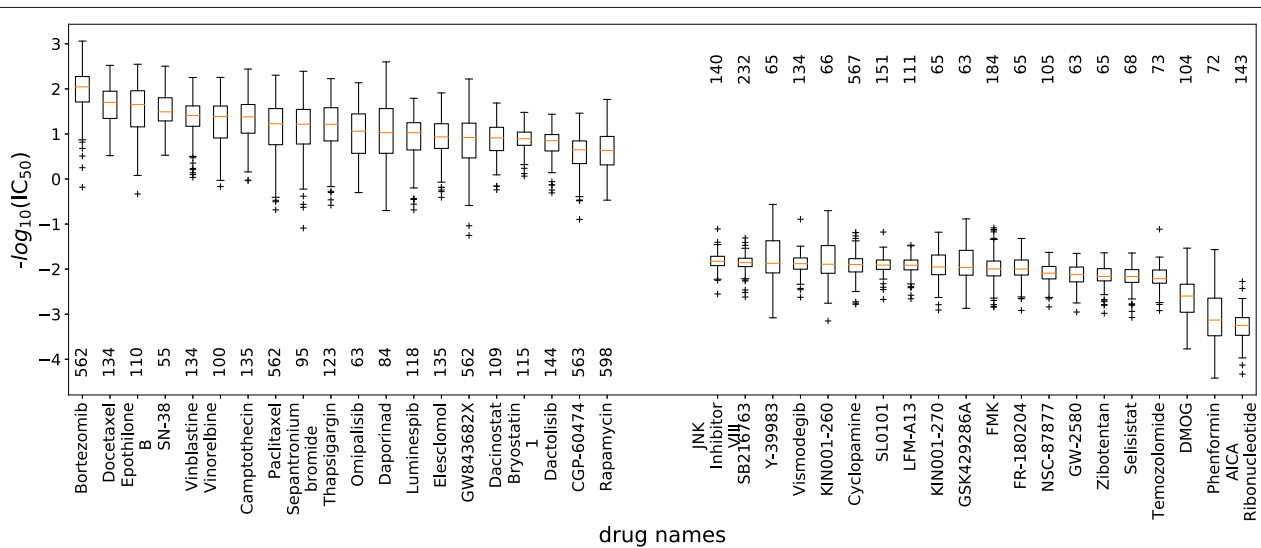 -log10(IC50)
3
2
1
0
−1
−2
−3
−4
140
232
65
134
66
567
151
111
65
63
184
65
105
63
65
68
73
104
72
143
562
134
110
55
134
100
135
562
95
123
63
84
118
135
562
109
115
144
563
598
Bortezomib
Docetaxel
Epothilone
B
SN-38
Vinblastine
Vinorelbine
Camptothecin
Paclitaxel
Sepantronium
bromide
Thapsigargin
Omipalisib
Daporinad
Luminespib
Elesclomol
GW843682X
Dacinostat
Bryostatin
1
Dactolisib
CGP-60474
Rapamycin
JNK
Inhibitor
VIII
SB216763
Y-39983
Vismodegib
KIN001-260
Cyclopamine
SL0101
LFM-A13
KIN001-270
GSK429286A
FMK
FR-180204
NSC-87877
GW-2580
Zibotentan
Selisistat
Temozolomide
DMOG
Phenformin
AICA
Ribonucleotide
drug names